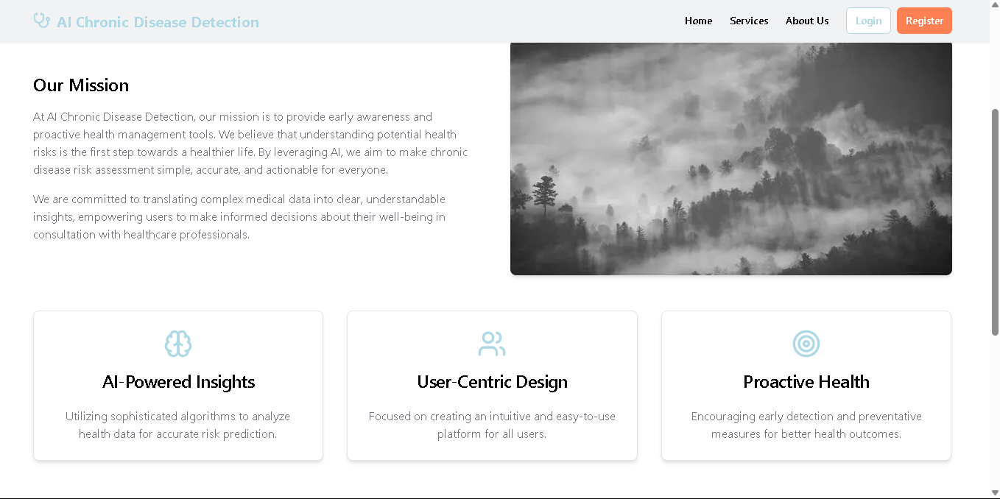 AI Chronic Disease Detection
Home Services About Us Login Register
Our Mission
At AI Chronic Disease Detection, our mission is to provide early awareness and
proactive health management tools. We believe that understanding potential health
risks is the first step towards a healthier life. By leveraging AI, we aim to make chronic
disease risk assessment simple, accurate, and actionable for everyone.
We are committed to translating complex medical data into clear, understandable
insights, empowering users to make informed decisions about their well-being in
consultation with healthcare professionals.
AI-Powered Insights
Utilizing sophisticated algorithms to analyze
health data for accurate risk prediction.
User-Centric Design
Focused on creating an intuitive and easy-to-use
platform for all users.
Proactive Health
Encouraging early detection and preventative
measures for better health outcomes.